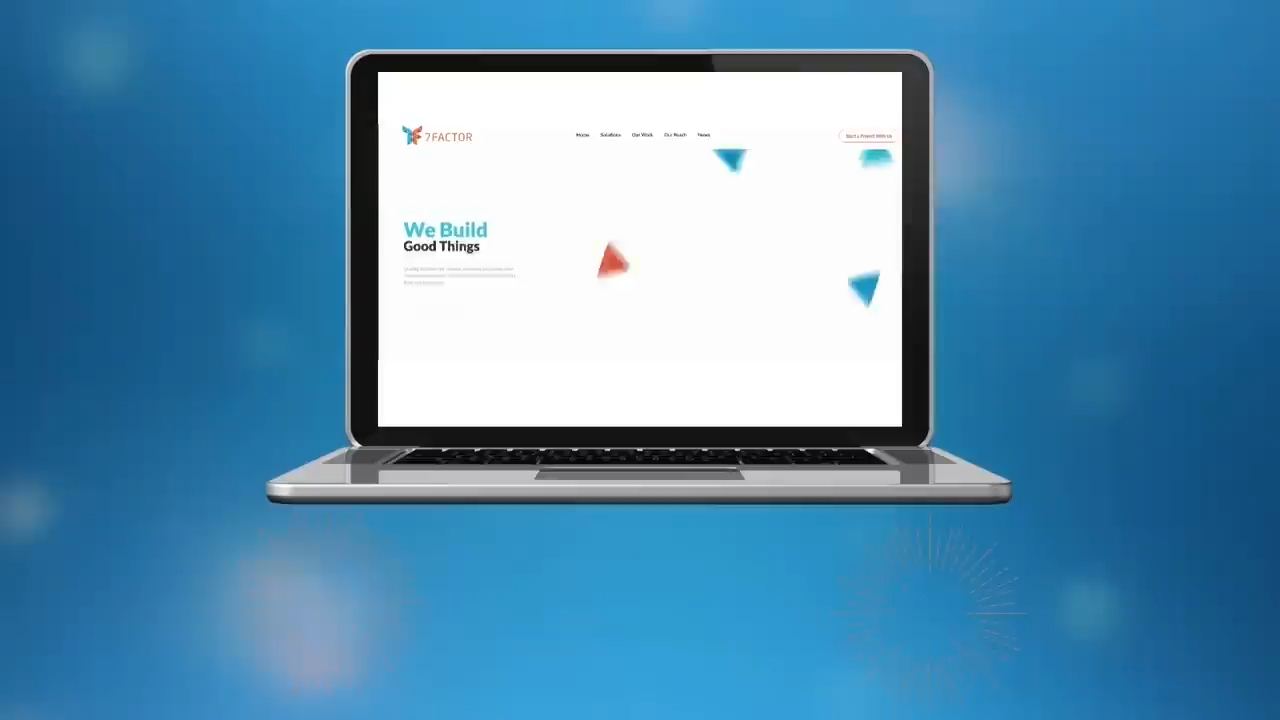 7FACTOR
Home Solutions Our Work Our Reach News
Start a Project With Us
We Build
Good Things